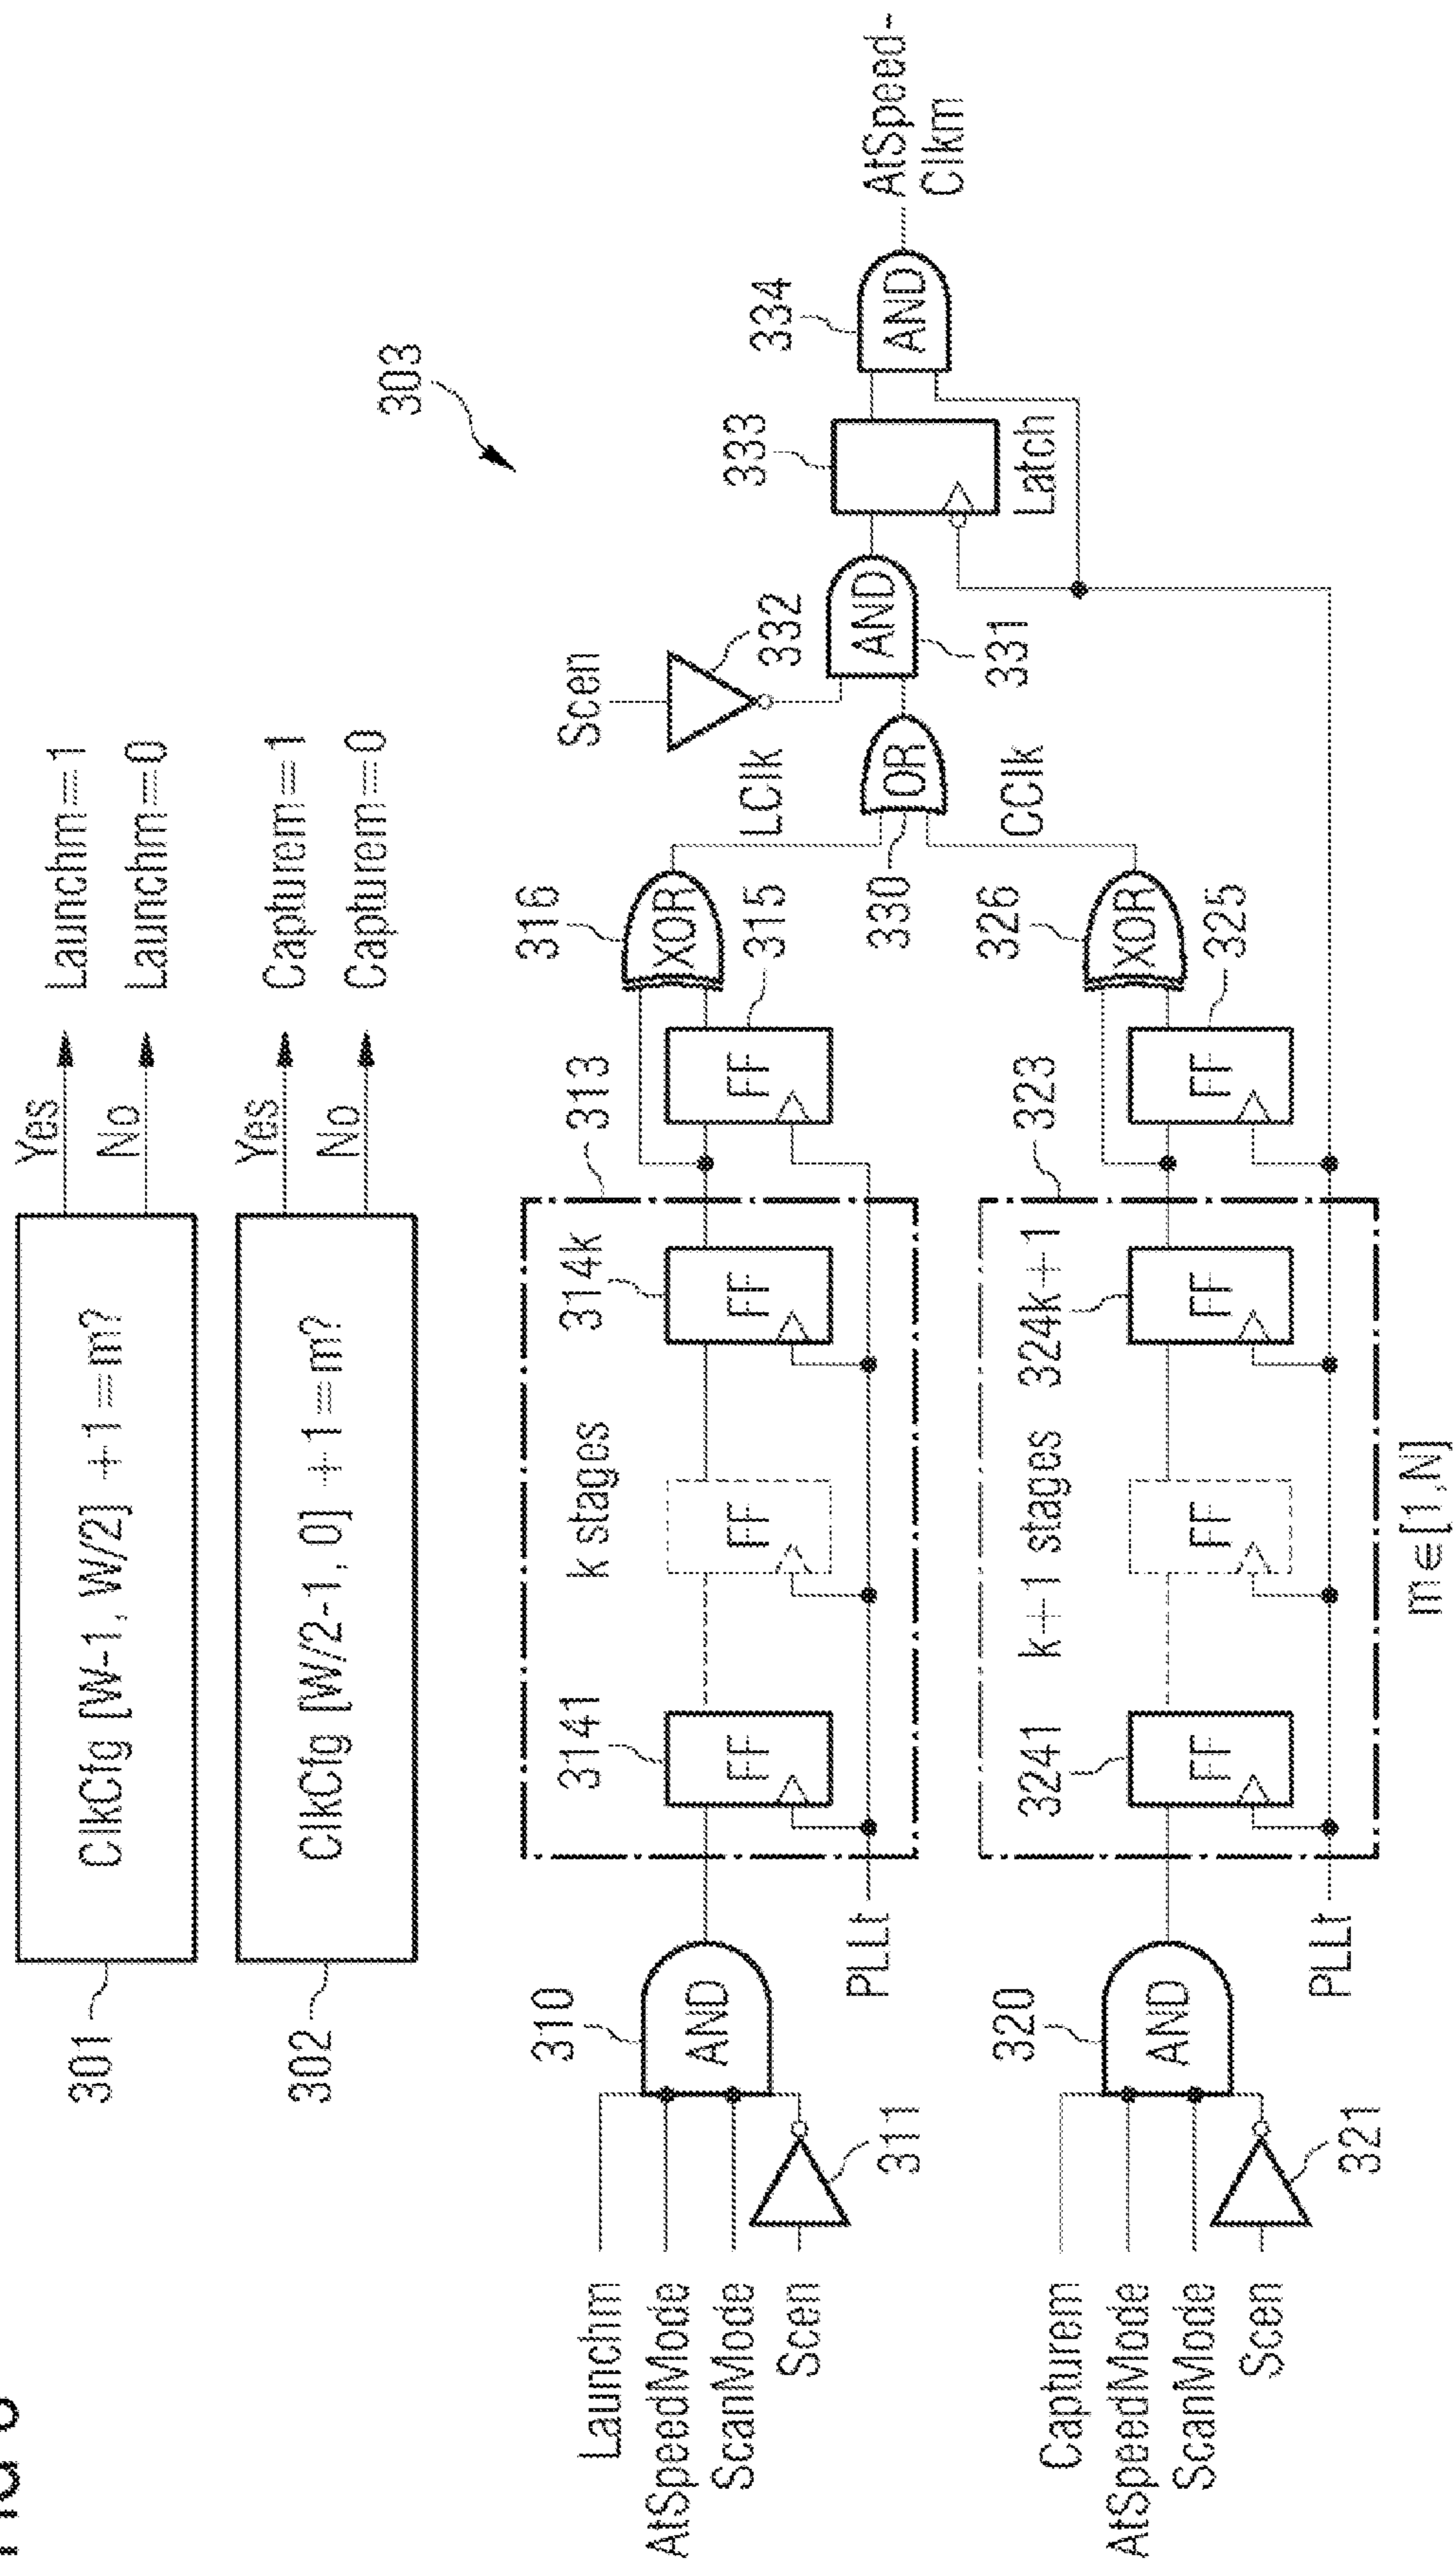 ClkCfg [W-1, W/2] +1=m?
Yes
No
Launchm=1
Launchm=0
301
ClkCfg [W/2-1, 0] +1=m?
Yes
No
Capturem=1
Capturem=0
302
303
Launchm
AtSpeedMode
ScanMode
Scen
311
310
AND
PLLt
3141
FF
k stages
FF
314k
FF
313
FF
315
316
XOR
LClk
Capturem
AtSpeedMode
ScanMode
Scen
321
320
AND
PLLt
3241
FF
k+1 stages
FF
324k+1
FF
323
FF
325
326
XOR
CClk
330
OR
Scen
332
AND
331
333
Latch
334
AND
AtSpeed-
Clkm
m∈[1,N]